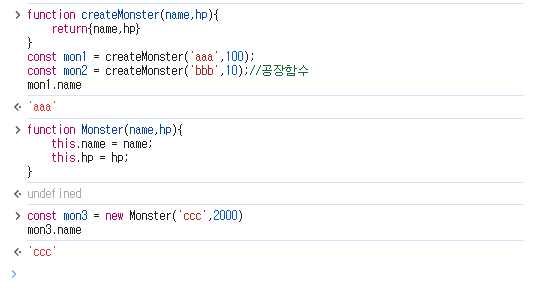 function createMonster(name,hp){
    return{name,hp}
}
const mon1 = createMonster('aaa',100);
const mon2 = createMonster('bbb',10);//공장함수
mon1.name
'aaa'
function Monster(name,hp){
    this.name = name;
    this.hp = hp;
}
undefined
const mon3 = new Monster('ccc',2000)
mon3.name
'ccc'